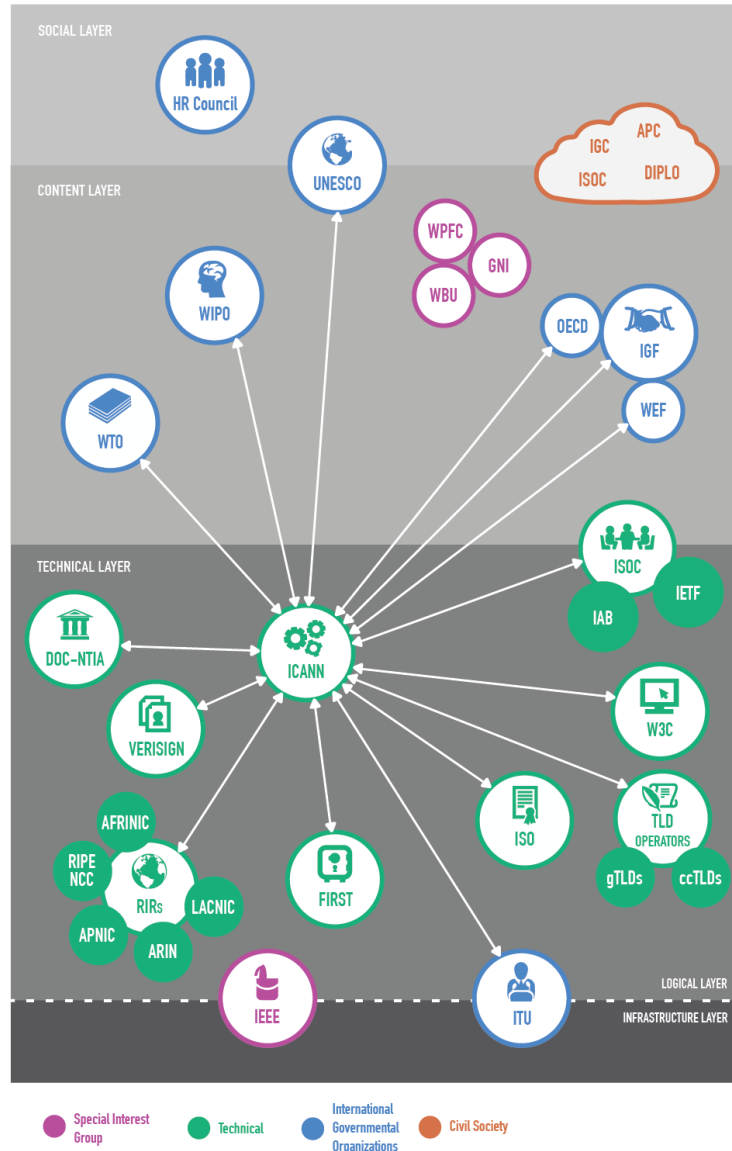 SOCIAL LAYER
HR Council
UNESCO
APC
IGC
ISOC
DIPLO
CONTENT LAYER
WPFC
GNI
WBU
WIPO
OECD
IGF
WEF
WTO
TECHNICAL LAYER
ISOC
IAB
IETF
DOC-NTIA
ICANN
W3C
VERISIGN
TLD
OPERATORS
gTLDs
ccTLDs
ISO
AFRINIC
RIPE
NCC
RIRs
LACNIC
APNIC
ARIN
FIRST
LOGICAL LAYER
IEEE
ITU
INFRASTRUCTURE LAYER
Special Interest
Group
Technical
International
Governmental
Organizations
Civil Society